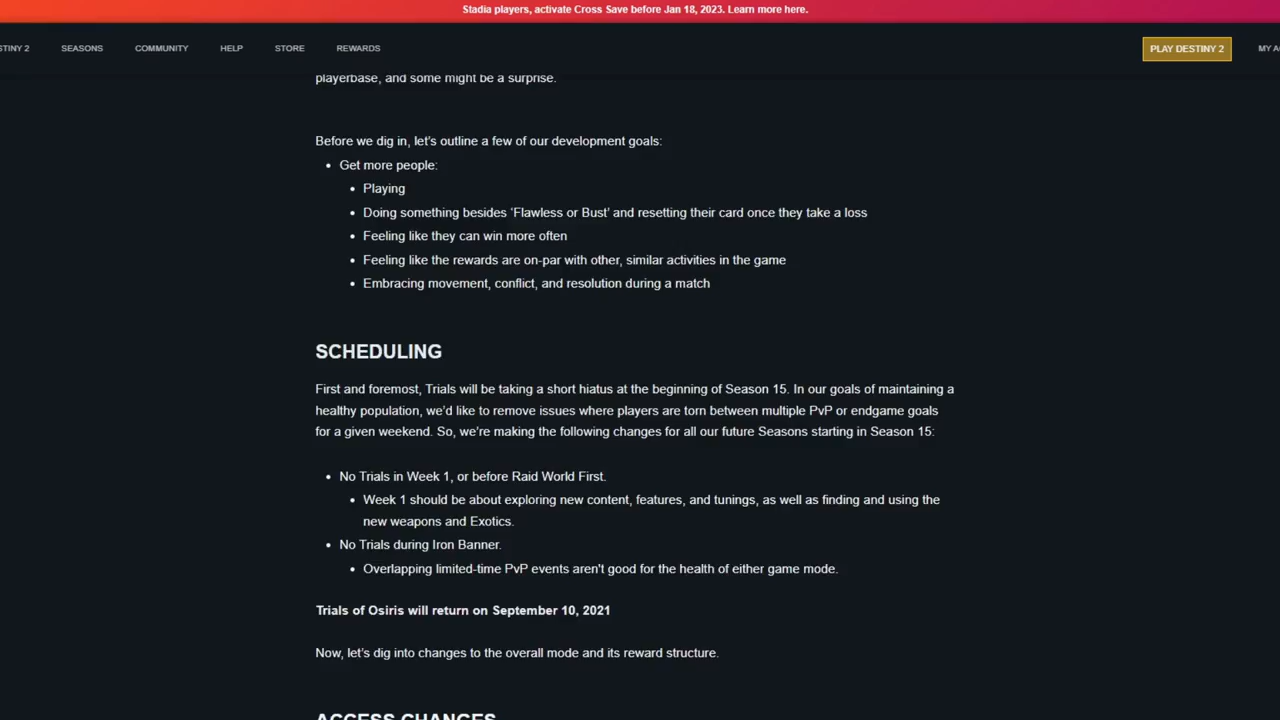 Stadia players, activate Cross Save before Jan 18, 2023. Learn more here.
STINY 2 SEASONS COMMUNITY HELP STORE REWARDS PLAY DESTINY 2 MY A
playerbase, and some might be a surprise.
Before we dig in, let's outline a few of our development goals:
• Get more people:
• Playing
• Doing something besides 'Flawless or Bust' and resetting their card once they take a loss
• Feeling like they can win more often
• Feeling like the rewards are on-par with other, similar activities in the game
• Embracing movement, conflict, and resolution during a match
SCHEDULING
First and foremost, Trials will be taking a short hiatus at the beginning of Season 15. In our goals of maintaining a
healthy population, we'd like to remove issues where players are torn between multiple PvP or endgame goals
for a given weekend. So, we're making the following changes for all our future Seasons starting in Season 15:
• No Trials in Week 1, or before Raid World First.
• Week 1 should be about exploring new content, features, and tunings, as well as finding and using the
new weapons and Exotics.
• No Trials during Iron Banner.
• Overlapping limited-time PvP events aren't good for the health of either game mode.
Trials of Osiris will return on September 10, 2021
Now, let's dig into changes to the overall mode and its reward structure.
ACCESS CHANGES